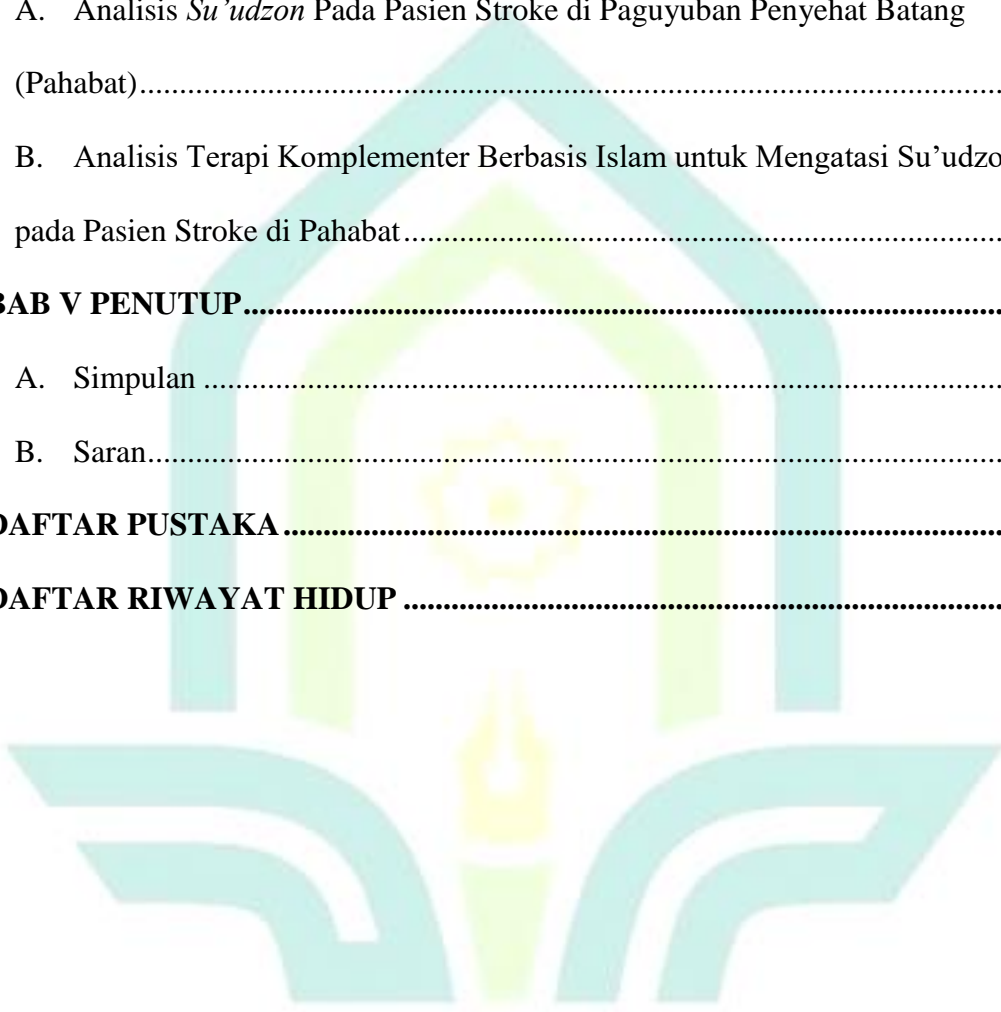 A. Analisis Su’udzon Pada Pasien Stroke di Paguyuban Penyehat Batang
(Pahabat)..........................................................................................................
B. Analisis Terapi Komplementer Berbasis Islam untuk Mengatasi Su’udzo
pada Pasien Stroke di Pahabat..........................................................................
BAB V PENUTUP..............................................................................................
A. Simpulan ....................................................................................................
B. Saran...........................................................................................................
DAFTAR PUSTAKA.........................................................................................
DAFTAR RIWAYAT HIDUP ..........................................................................